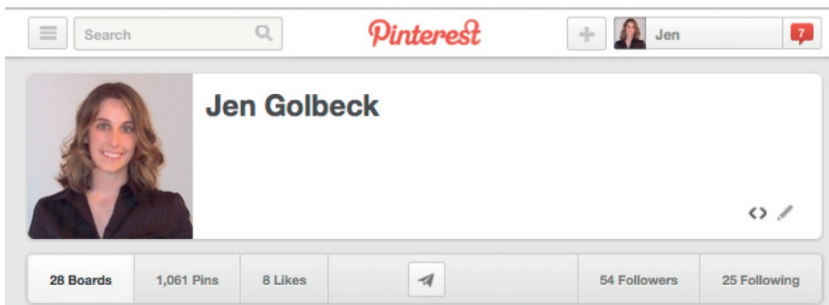 Search Pinterest Jen 7
Jen Golbeck
28 Boards 1,061 Pins 8 Likes 54 Followers 25 Following